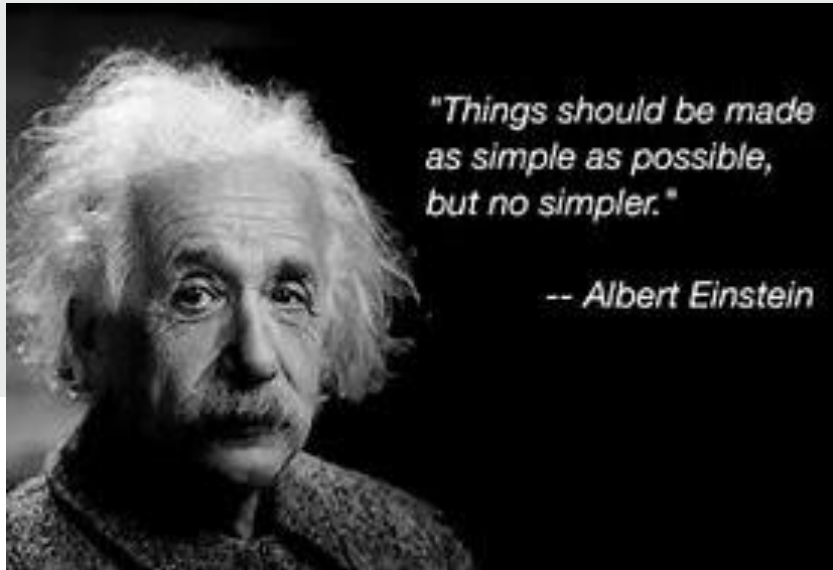 "Things should be made
as simple as possible,
but no simpler."
-- Albert Einstein